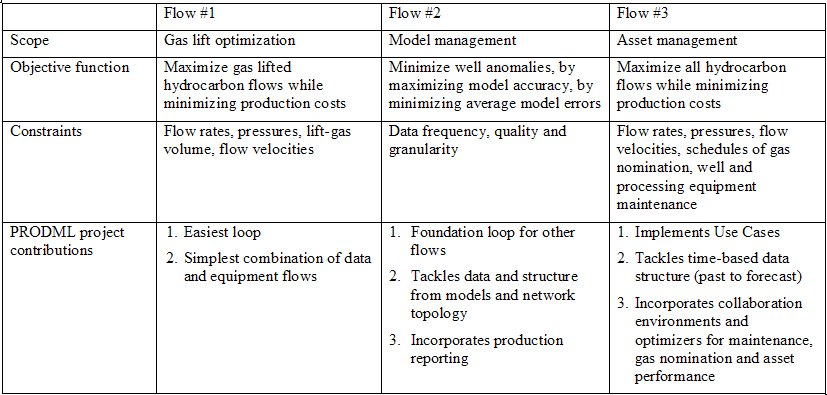 Flow #1
Flow #2
Flow #3
Scope
Gas lift optimization
Model management
Asset management
Objective function
Maximize gas lifted
hydrocarbon flows while
minimizing production costs
Minimize well anomalies, by
maximizing model accuracy, by
minimizing average model errors
Maximize all hydrocarbon
flows while minimizing
production costs
Constraints
Flow rates, pressures, lift-gas
volume, flow velocities
Data frequency, quality and
granularity
Flow rates, pressures, flow
velocities, schedules of gas
nomination, well and
processing equipment
maintenance
PRODML project
contributions
1. Easiest loop
2. Simplest combination of data
and equipment flows
1. Foundation loop for other
flows
2. Tackles data and structure
from models and network
topology
3. Incorporates production
reporting
1. Implements Use Cases
2. Tackles time-based data
structure (past to forecast)
3. Incorporates collaboration
environments and
optimizers for maintenance,
gas nomination and asset
performance